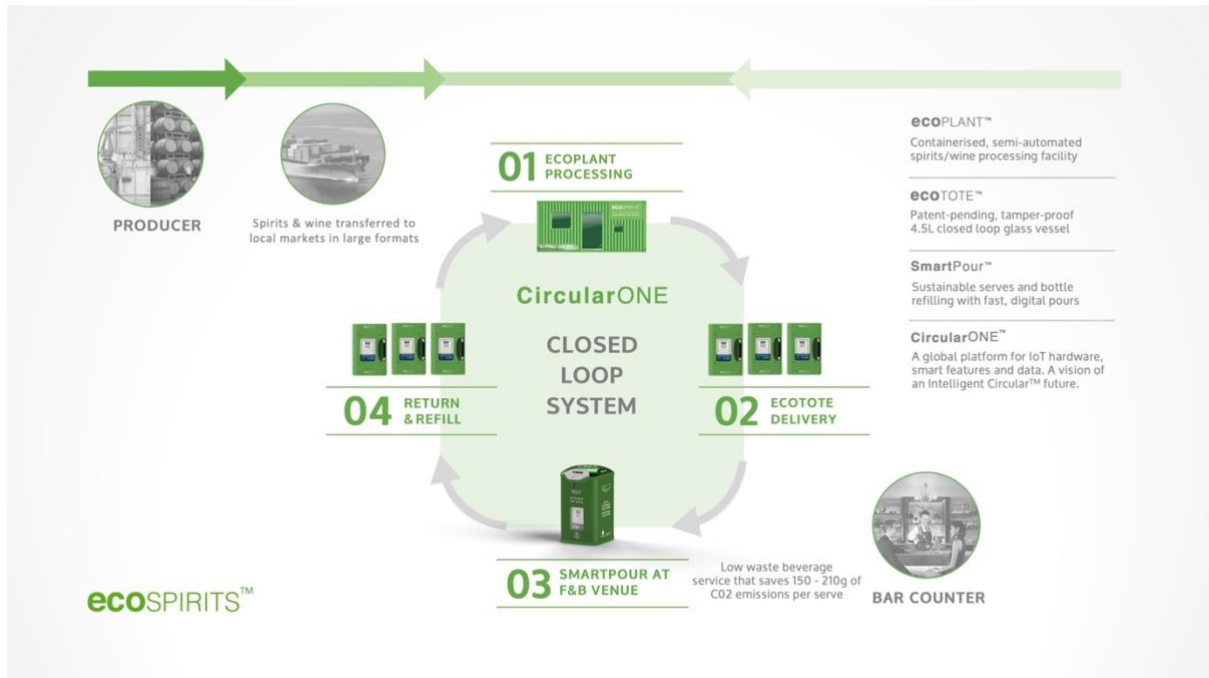 PRODUCER
Spirits & wine transferred to
local markets in large formats
01 ECOPLANT
PROCESSING
ecoSPIRITS
CircularONE
CLOSED
LOOP
SYSTEM
02 ECOTOTE
DELIVERY
03 SMARTPOUR AT
F&B VENUE
Low waste beverage
service that saves 150 - 210g of
C02 emissions per serve
BAR COUNTER
04 RETURN
& REFILL
ecoPLANT™
Containerised, semi-automated
spirits/wine processing facility
ecoTOTE™
Patent-pending, tamper-proof
4.5L closed loop glass vessel
SmartPour™
Sustainable serves and bottle
refilling with fast, digital pours
CircularONE™
A global platform for IoT hardware,
smart features and data. A vision of
an Intelligent Circular™ future.
ecoSPIRITS™